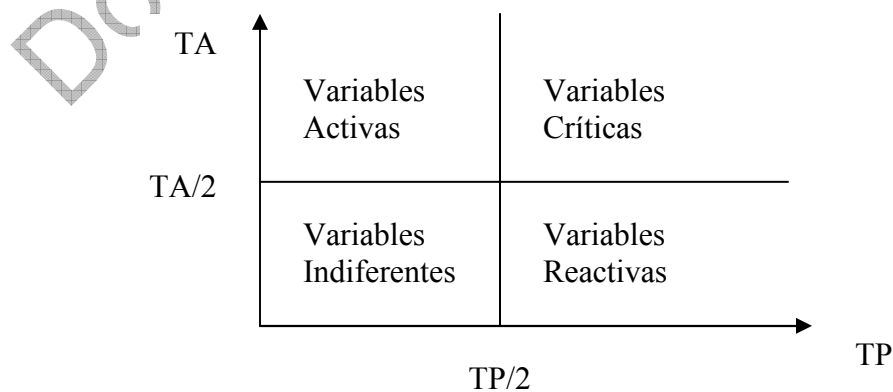 TA
Variables
Activas
Variables
Críticas
TA/2
Variables
Indiferentes
Variables
Reactivas
TP
TP/2